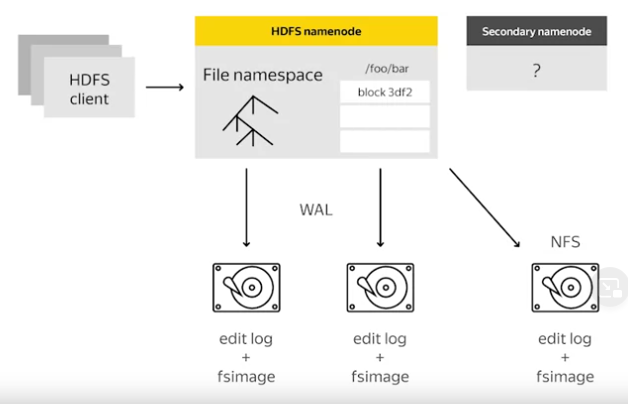 HDFS namenode
Secondary namenode
HDFS
client
File namespace
/foo/bar
block 3df2
?
WAL
NFS
edit log
+
fsimage
edit log
+
fsimage
edit log
+
fsimage